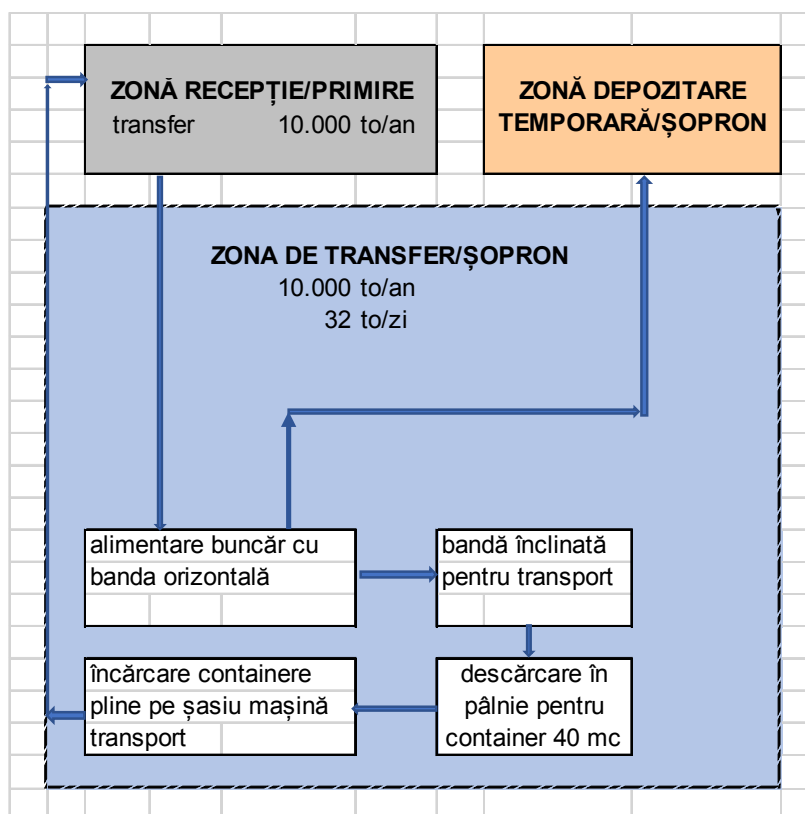 ZONĂ RECEPȚIE/PRIMIRE
transfer 10.000 to/an
ZONĂ DEPOZITARE
TEMPORARĂ/ȘOPRON
ZONA DE TRANSFER/ȘOPRON
10.000 to/an
32 to/zi
alimentare buncăr cu
banda orizontală
bandă înclinată
pentru transport
încărcare containere
pline pe șasiu mașină
transport
descărcare în
pâlnie pentru
container 40 mc